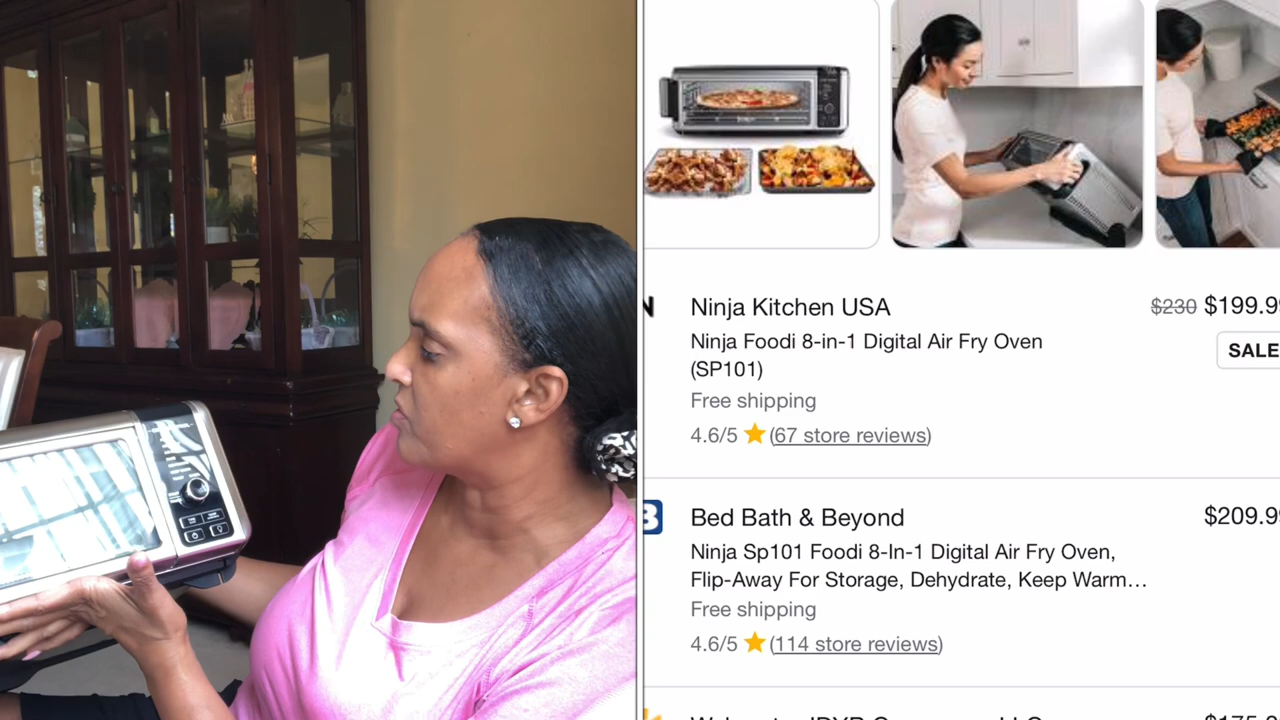 Ninja Kitchen USA
$230 $199.9
Ninja Foodi 8-in-1 Digital Air Fry Oven
(SP101)
SALE
Free shipping
4.6/5 (67 store reviews)
Bed Bath & Beyond
$209.9
Ninja Sp101 Foodi 8-In-1 Digital Air Fry Oven,
Flip-Away For Storage, Dehydrate, Keep Warm...
Free shipping
4.6/5 (114 store reviews)